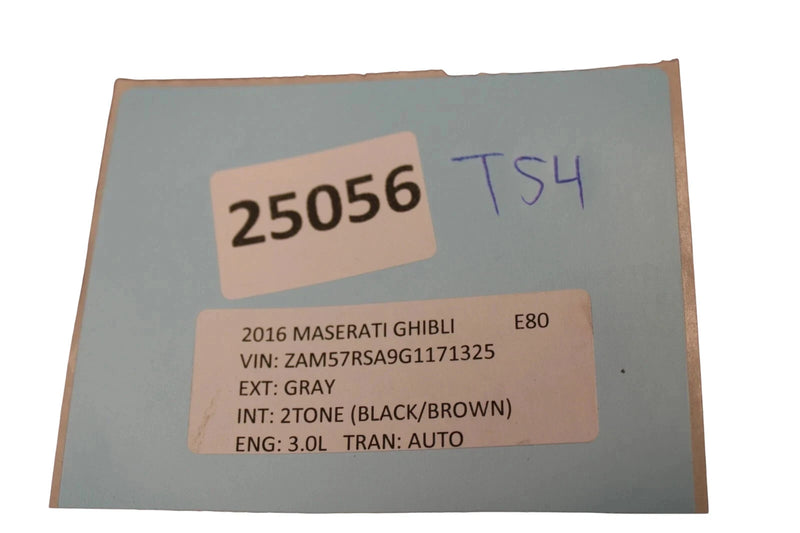 25056
TS4
2016 MASERATI GHIBLI E80
VIN: ZAM57RSA9G1171325
EXT: GRAY
INT: 2TONE (BLACK/BROWN)
ENG: 3.0L TRAN: AUTO